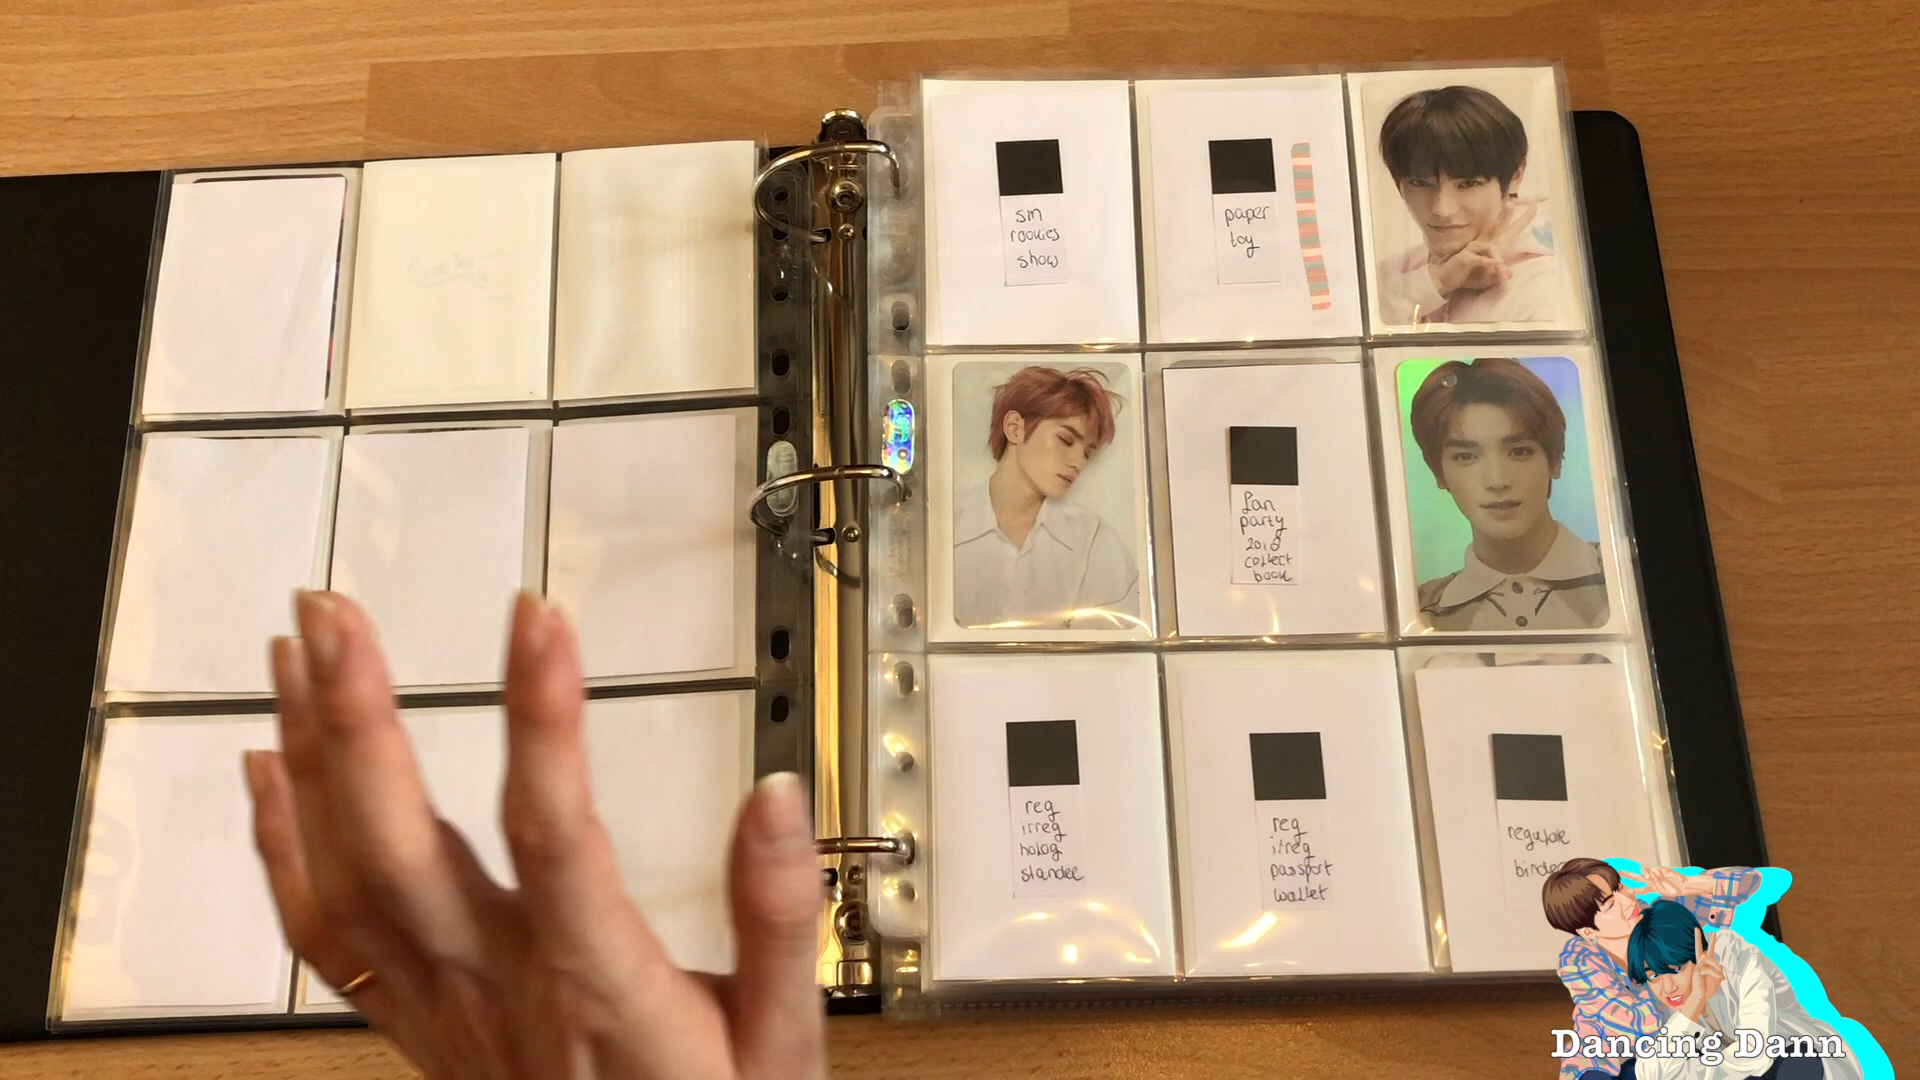 sm
rookies
show
paper
toy
fan
party
2018
collect
book
reg
irreg
holog
standee
reg
irreg
passport
wallet
regular
binder
Dancing Dann